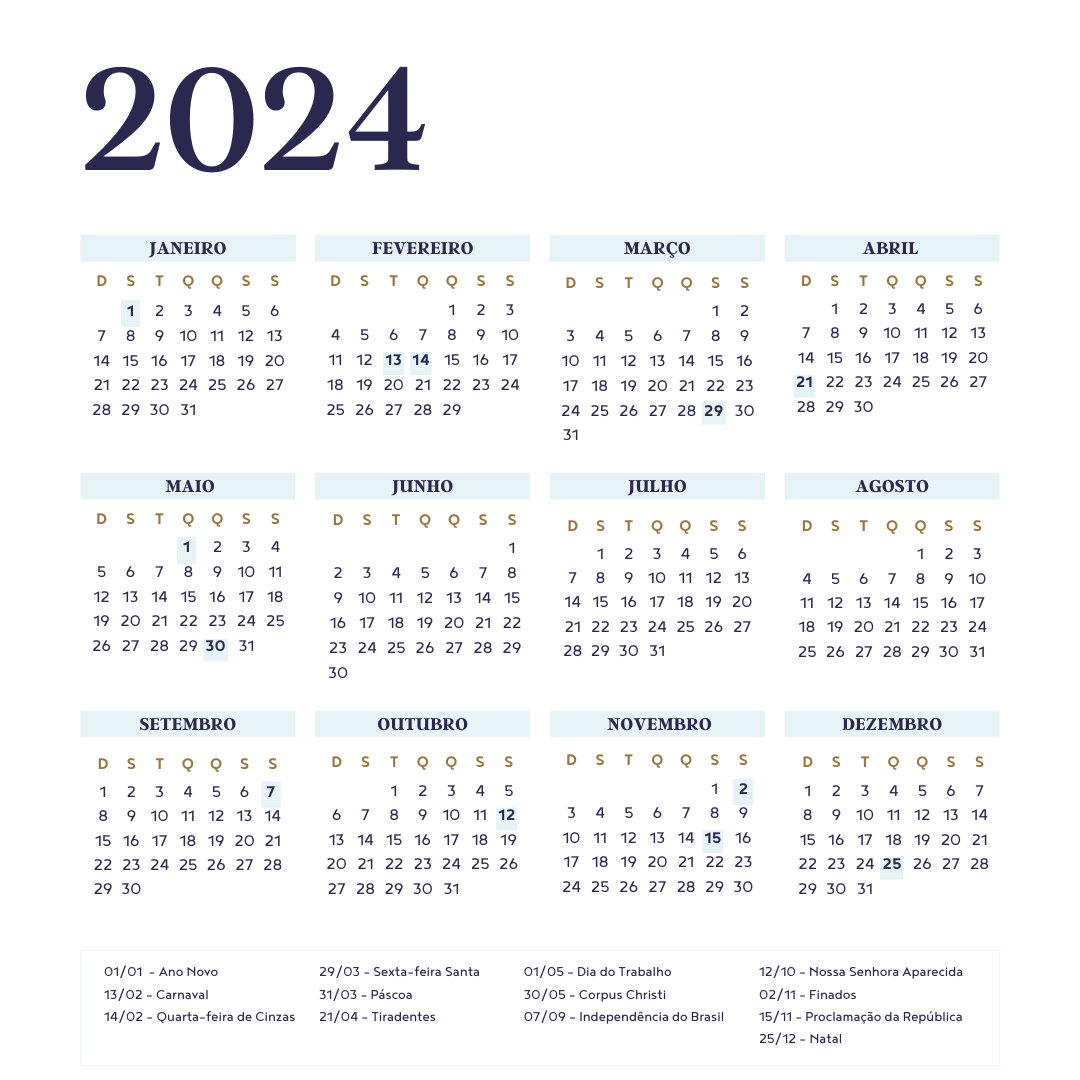 2024
JANEIRO
D S T Q Q S S
1 2 3 4 5 6
7 8 9 10 11 12 13
14 15 16 17 18 19 20
21 22 23 24 25 26 27
28 29 30 31
FEVEREIRO
D S T Q Q S S
1 2 3
4 5 6 7 8 9 10
11 12 13 14 15 16 17
18 19 20 21 22 23 24
25 26 27 28 29
MARÇO
D S T Q Q S S
1 2
3 4 5 6 7 8 9
10 11 12 13 14 15 16
17 18 19 20 21 22 23
24 25 26 27 28 29 30
31
ABRIL
D S T Q Q S S
1 2 3 4 5 6
7 8 9 10 11 12 13
14 15 16 17 18 19 20
21 22 23 24 25 26 27
28 29 30
MAIO
D S T Q Q S S
1 2 3 4
5 6 7 8 9 10 11
12 13 14 15 16 17 18
19 20 21 22 23 24 25
26 27 28 29 30 31
JUNHO
D S T Q Q S S
1
2 3 4 5 6 7 8
9 10 11 12 13 14 15
16 17 18 19 20 21 22
23 24 25 26 27 28 29
30
JULHO
D S T Q Q S S
1 2 3 4 5 6
7 8 9 10 11 12 13
14 15 16 17 18 19 20
21 22 23 24 25 26 27
28 29 30 31
AGOSTO
D S T Q Q S S
1 2 3
4 5 6 7 8 9 10
11 12 13 14 15 16 17
18 19 20 21 22 23 24
25 26 27 28 29 30 31
SETEMBRO
D S T Q Q S S
1 2 3 4 5 6 7
8 9 10 11 12 13 14
15 16 17 18 19 20 21
22 23 24 25 26 27 28
29 30
OUTUBRO
D S T Q Q S S
1 2 3 4 5
6 7 8 9 10 11 12
13 14 15 16 17 18 19
20 21 22 23 24 25 26
27 28 29 30 31
NOVEMBRO
D S T Q Q S S
1 2
3 4 5 6 7 8 9
10 11 12 13 14 15 16
17 18 19 20 21 22 23
24 25 26 27 28 29 30
DEZEMBRO
D S T Q Q S S
1 2 3 4 5 6 7
8 9 10 11 12 13 14
15 16 17 18 19 20 21
22 23 24 25 26 27 28
29 30 31
01/01 - Ano Novo
13/02 - Carnaval
14/02 - Quarta-feira de Cinzas
29/03 - Sexta-feira Santa
31/03 - Páscoa
21/04 - Tiradentes
01/05 - Dia do Trabalho
30/05 - Corpus Christi
07/09 - Independência do Brasil
12/10 - Nossa Senhora Aparecida
02/11 - Finados
15/11 - Proclamação da República
25/12 - Natal